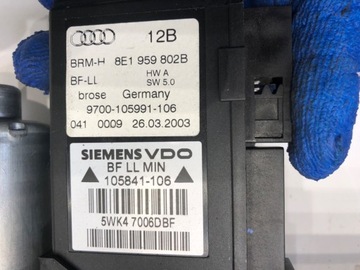 12B
BRM-H 8E1 959 802B
BF-LL HW A SW 5.0
brose Germany
9700-105991-106
041 0009 26.03.2003
SIEMENS VDO
BF LL MIN
105841-106
5WK4 7006DBF